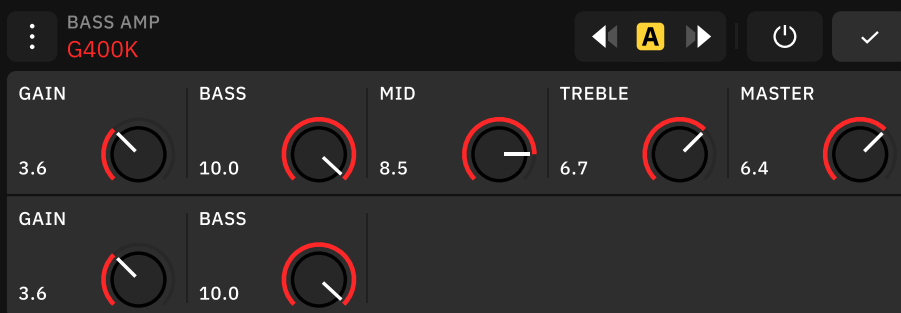 BASS AMP
G400K
A
GAIN
BASS
MID
TREBLE
MASTER
3.6
10.0
8.5
6.7
6.4
GAIN
BASS
3.6
10.0